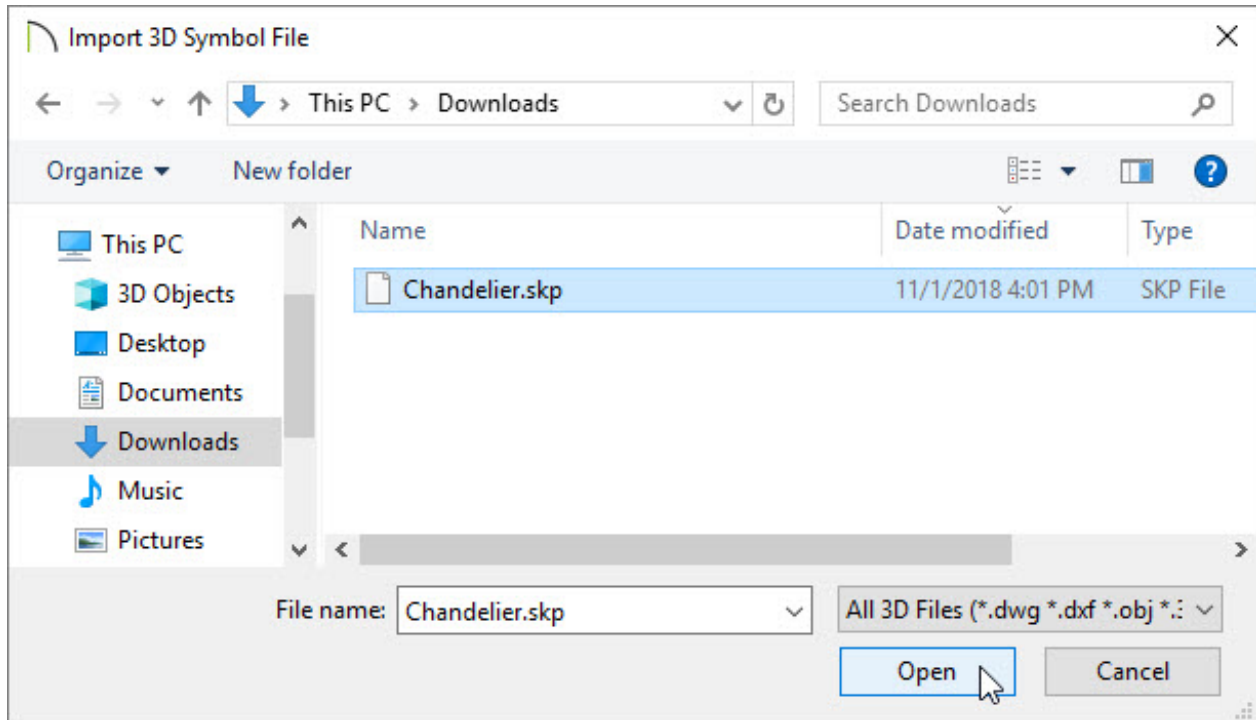 Import 3D Symbol File
This PC > Downloads
Search Downloads
Organize
New folder
?
Name
Date modified
Type
This PC
3D Objects
Desktop
Documents
Downloads
Music
Pictures
Chandelier.skp
11/1/2018 4:01 PM
SKP File
File name:
Chandelier.skp
All 3D Files (*.dwg *.dxf *.obj
Open
Cancel